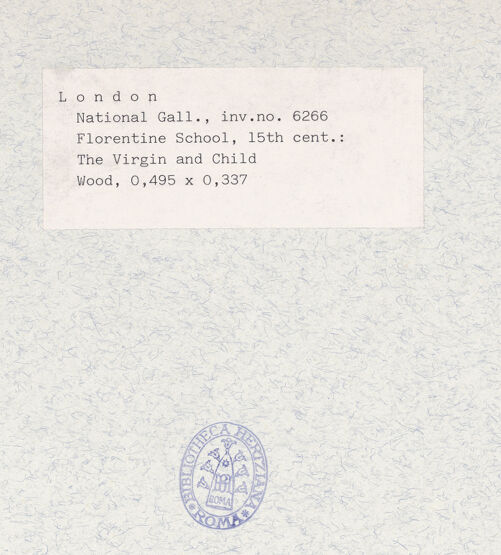 L o n d o n
National Gall., inv.no. 6266
Florentine School, 15th cent.:
The Virgin and Child
Wood, 0,495 x 0,337
BIBLIOTHECA HERTZIANA
ROMA
ROMA